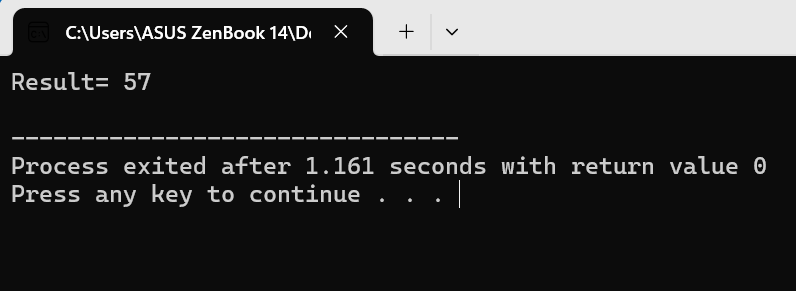 C:\Users\ASUS ZenBook 14\D
Result= 57
--------------------------------
Process exited after 1.161 seconds with return value 0
Press any key to continue . . .